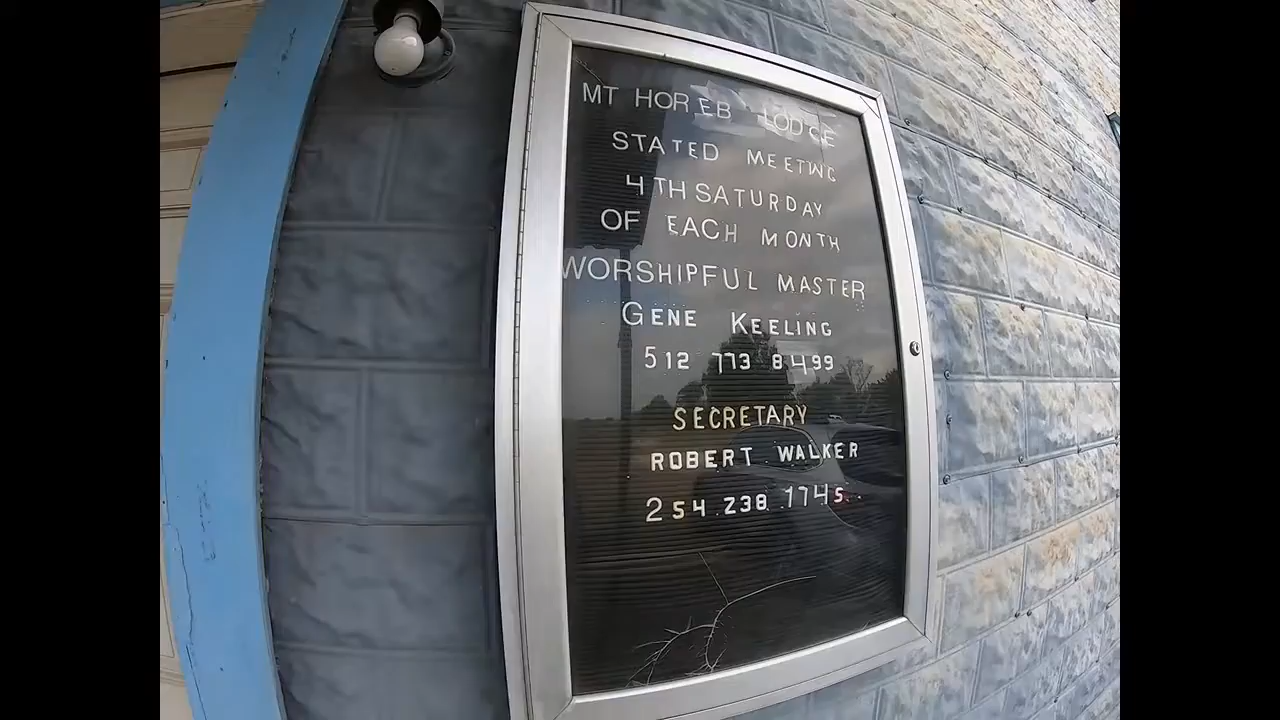 MT HOREB LODGE
STATED MEETING
4TH SATURDAY
OF EACH MONTH
WORSHIPFUL MASTER
GENE KEELING
512 773 8499
SECRETARY
ROBERT WALKER
254.238.1745.